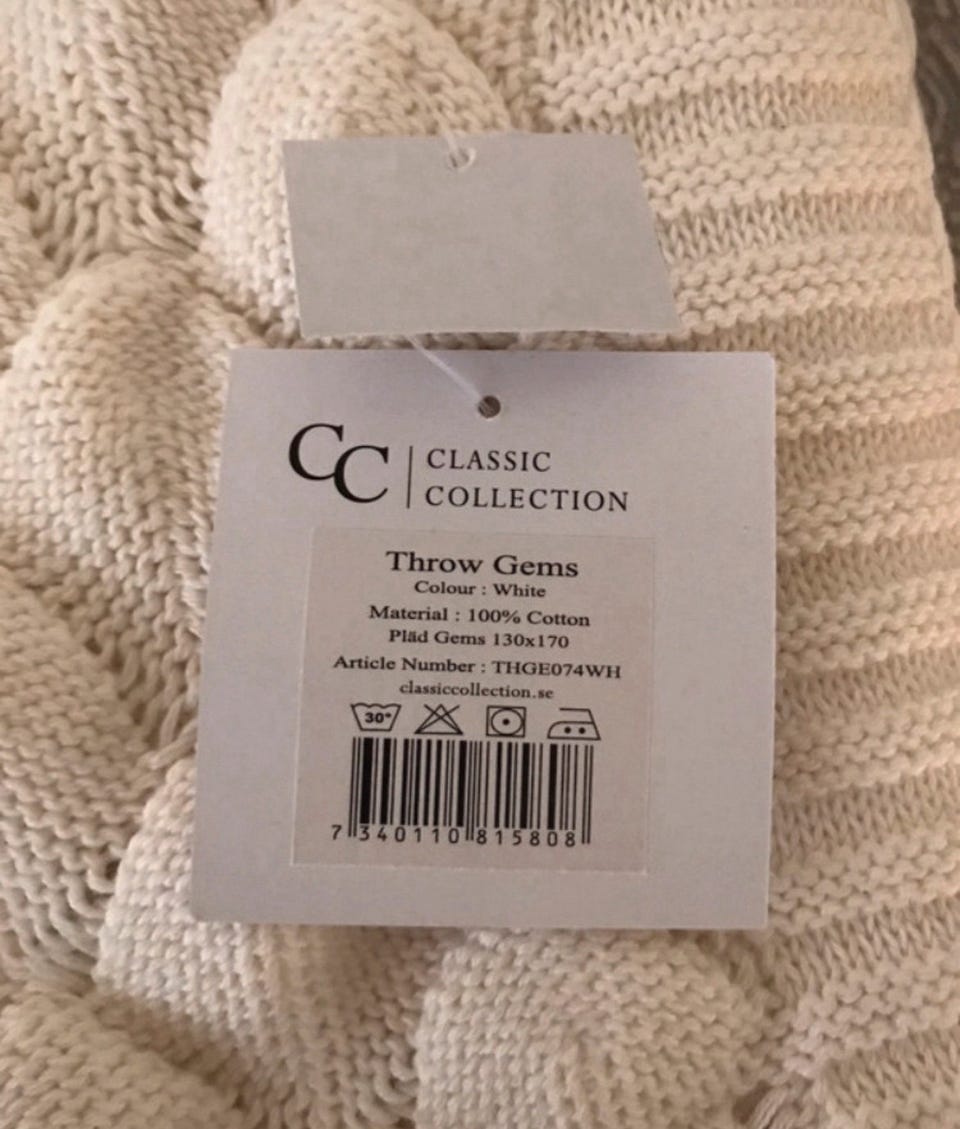 CC
CLASSIC
COLLECTION
Throw Gems
Colour : White
Material : 100% Cotton
Pläd Gems 130x170
Article Number : THGE074WH
classiccollection.se
30°
7 340110 815808